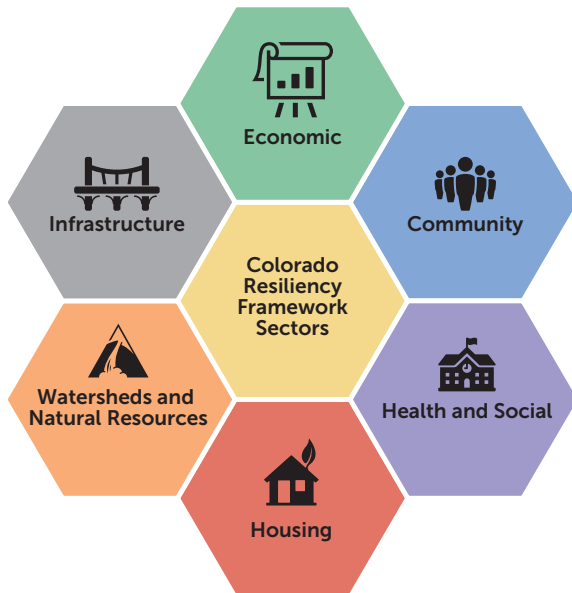 Economic
Infrastructure
Community
Colorado
Resiliency
Framework
Sectors
Watersheds and
Natural Resources
Health and Social
Housing